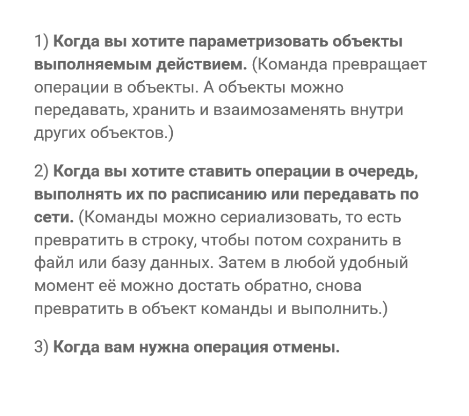 1) Когда вы хотите параметризовать объекты
выполняемым действием. (Команда превращает
операции в объекты. А объекты можно
передавать, хранить и взаимозаменять внутри
других объектов.)
2) Когда вы хотите ставить операции в очередь,
выполнять их по расписанию или передавать по
сети. (Команды можно сериализовать, то есть
превратить в строку, чтобы потом сохранить в
файл или базу данных. Затем в любой удобный
момент её можно достать обратно, снова
превратить в объект команды и выполнить.)
3) Когда вам нужна операция отмены.